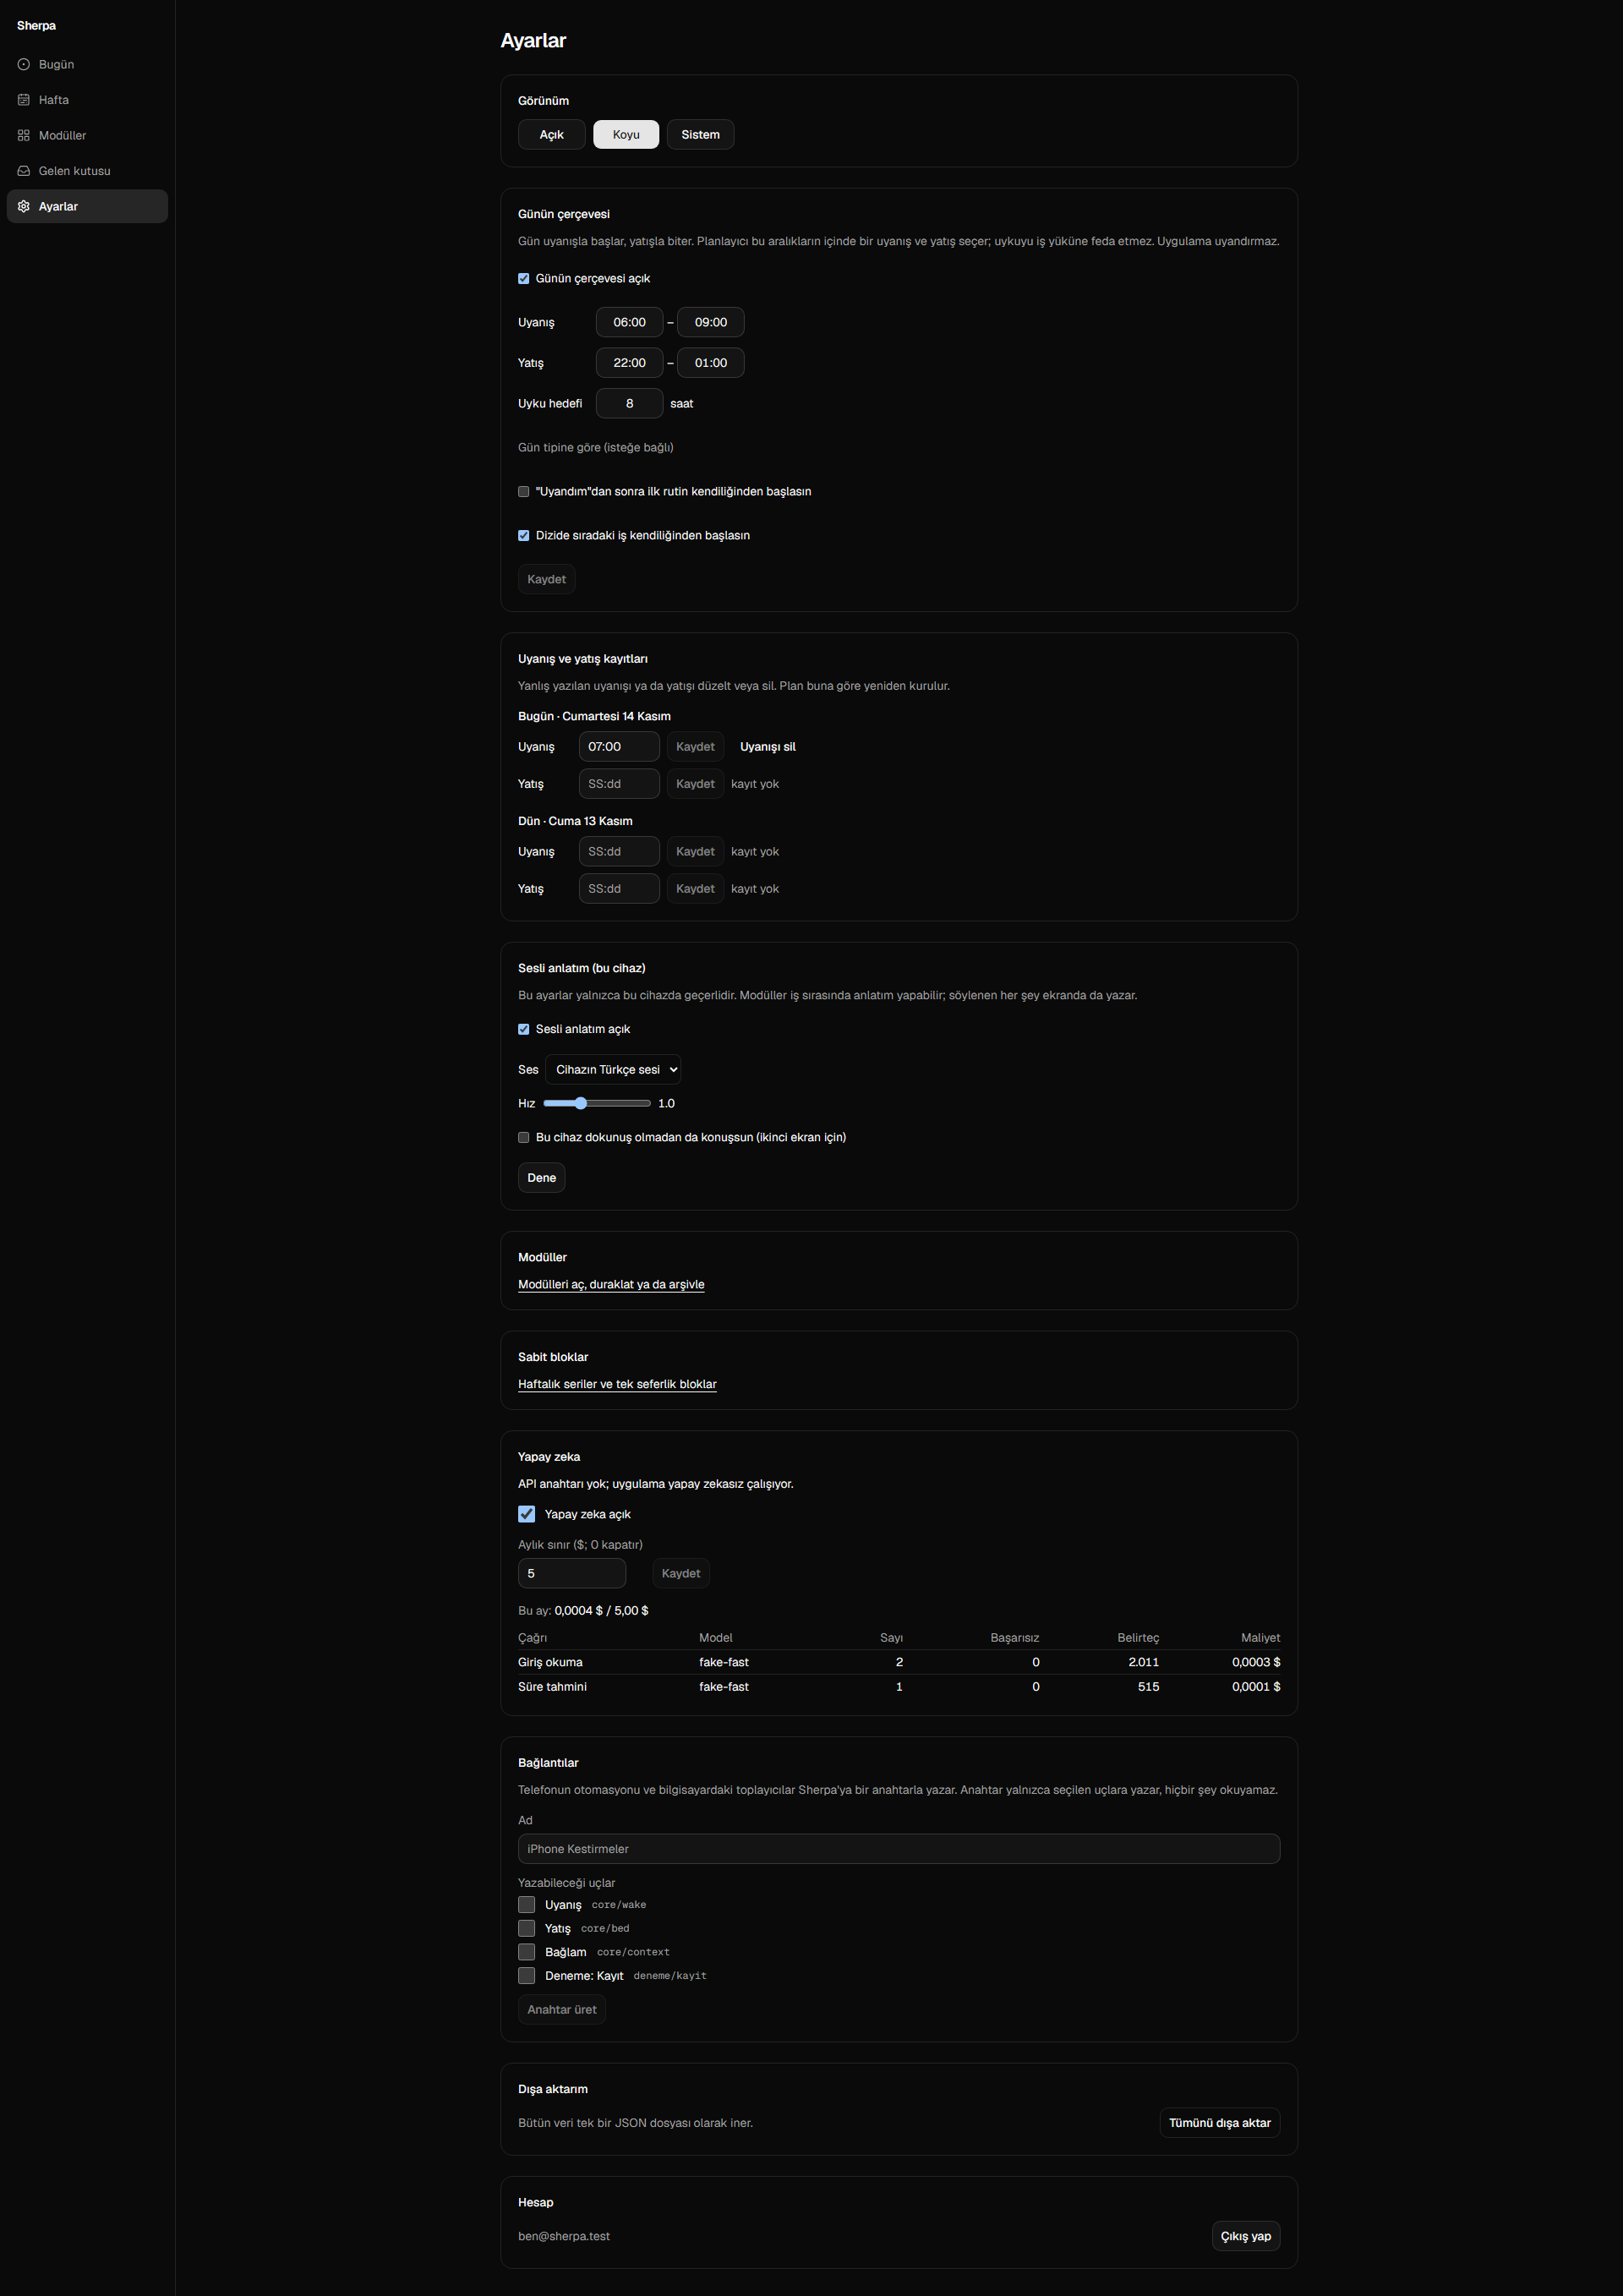 Sherpa
Bugün
Hafta
Modüller
Gelen kutusu
Ayarlar
Ayarlar
Görünüm
Açık Koyu Sistem
Günün çerçevesi
Gün uyanışla başlar, yatışla biter. Planlayıcı bu aralıkların içinde bir uyanış ve yatış seçer; uykuyu iş yüküne feda etmez. Uygulama uyandırmaz.
Günün çerçevesi açık
Uyanış 06:00 – 09:00
Yatış 22:00 – 01:00
Uyku hedefi 8 saat
Gün tipine göre (isteğe bağlı)
"Uyandım"dan sonra ilk rutin kendiliğinden başlasın
Dizide sıradaki iş kendiliğinden başlasın
Kaydet
Uyanış ve yatış kayıtları
Yanlış yazılan uyanışı ya da yatışı düzelt veya sil. Plan buna göre yeniden kurulur.
Bugün · Cumartesi 14 Kasım
Uyanış 07:00 Kaydet Uyanışı sil
Yatış SS:dd Kaydet kayıt yok
Dün · Cuma 13 Kasım
Uyanış SS:dd Kaydet kayıt yok
Yatış SS:dd Kaydet kayıt yok
Sesli anlatım (bu cihaz)
Bu ayarlar yalnızca bu cihazda geçerlidir. Modüller iş sırasında anlatım yapabilir; söylenen her şey ekranda da yazar.
Sesli anlatım açık
Ses Cihazın Türkçe sesi
Hız 1.0
Bu cihaz dokunuş olmadan da konuşsun (ikinci ekran için)
Dene
Modüller
Modülleri aç, duraklat ya da arşivle
Sabit bloklar
Haftalık seriler ve tek seferlik bloklar
Yapay zeka
API anahtarı yok; uygulama yapay zekasız çalışıyor.
Yapay zeka açık
Aylık sınır ($; 0 kapatır)
5 Kaydet
Bu ay: 0,0004 $ / 5,00 $
Çağrı Model Sayı Başarısız Belirteç Maliyet
Giriş okuma fake-fast 2 0 2.011 0,0003 $
Süre tahmini fake-fast 1 0 515 0,0001 $
Bağlantılar
Telefonun otomasyonu ve bilgisayardaki toplayıcılar Sherpa'ya bir anahtarla yazar. Anahtar yalnızca seçilen uçlara yazar, hiçbir şey okuyamaz.
Ad
iPhone Kestirmeler
Yazabileceği uçlar
Uyanış core/wake
Yatış core/bed
Bağlam core/context
Deneme: Kayıt deneme/kayit
Anahtar üret
Dışa aktarım
Bütün veri tek bir JSON dosyası olarak iner. Tümünü dışa aktar
Hesap
ben@sherpa.test Çıkış yap